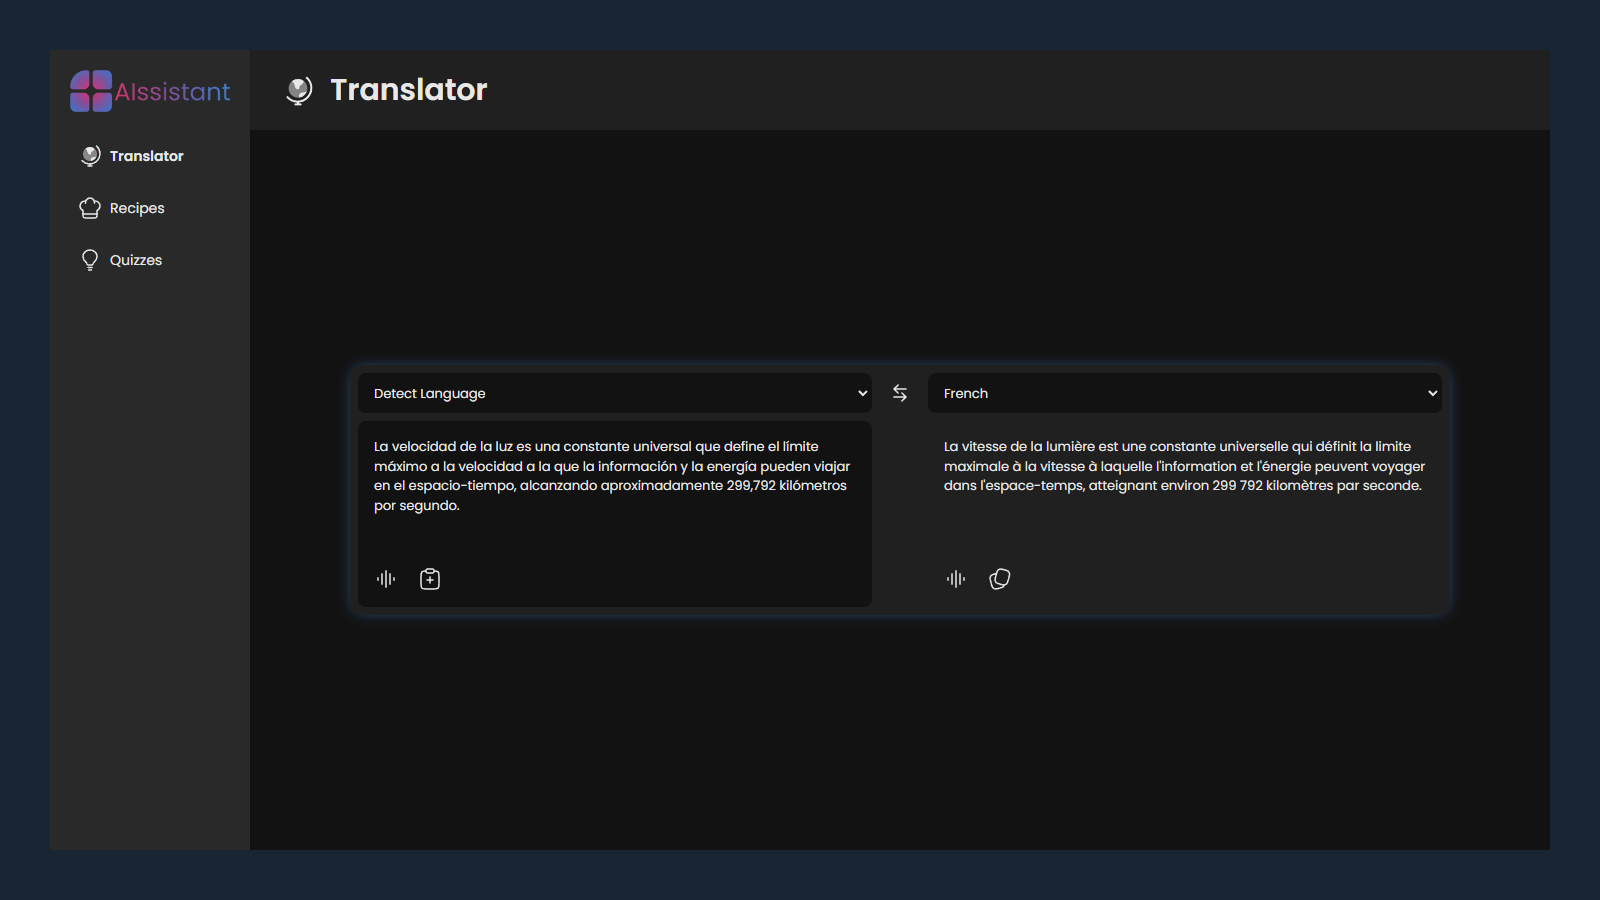 AIssistant
Translator
Recipes
Quizzes
Translator
Detect Language
La velocidad de la luz es una constante universal que define el límite
máximo a la velocidad a la que la información y la energía pueden viajar
en el espacio-tiempo, alcanzando aproximadamente 299,792 kilómetros
por segundo.
French
La vitesse de la lumière est une constante universelle qui définit la limite
maximale à la vitesse à laquelle l'information et l'énergie peuvent voyager
dans l'espace-temps, atteignant environ 299 792 kilomètres par seconde.